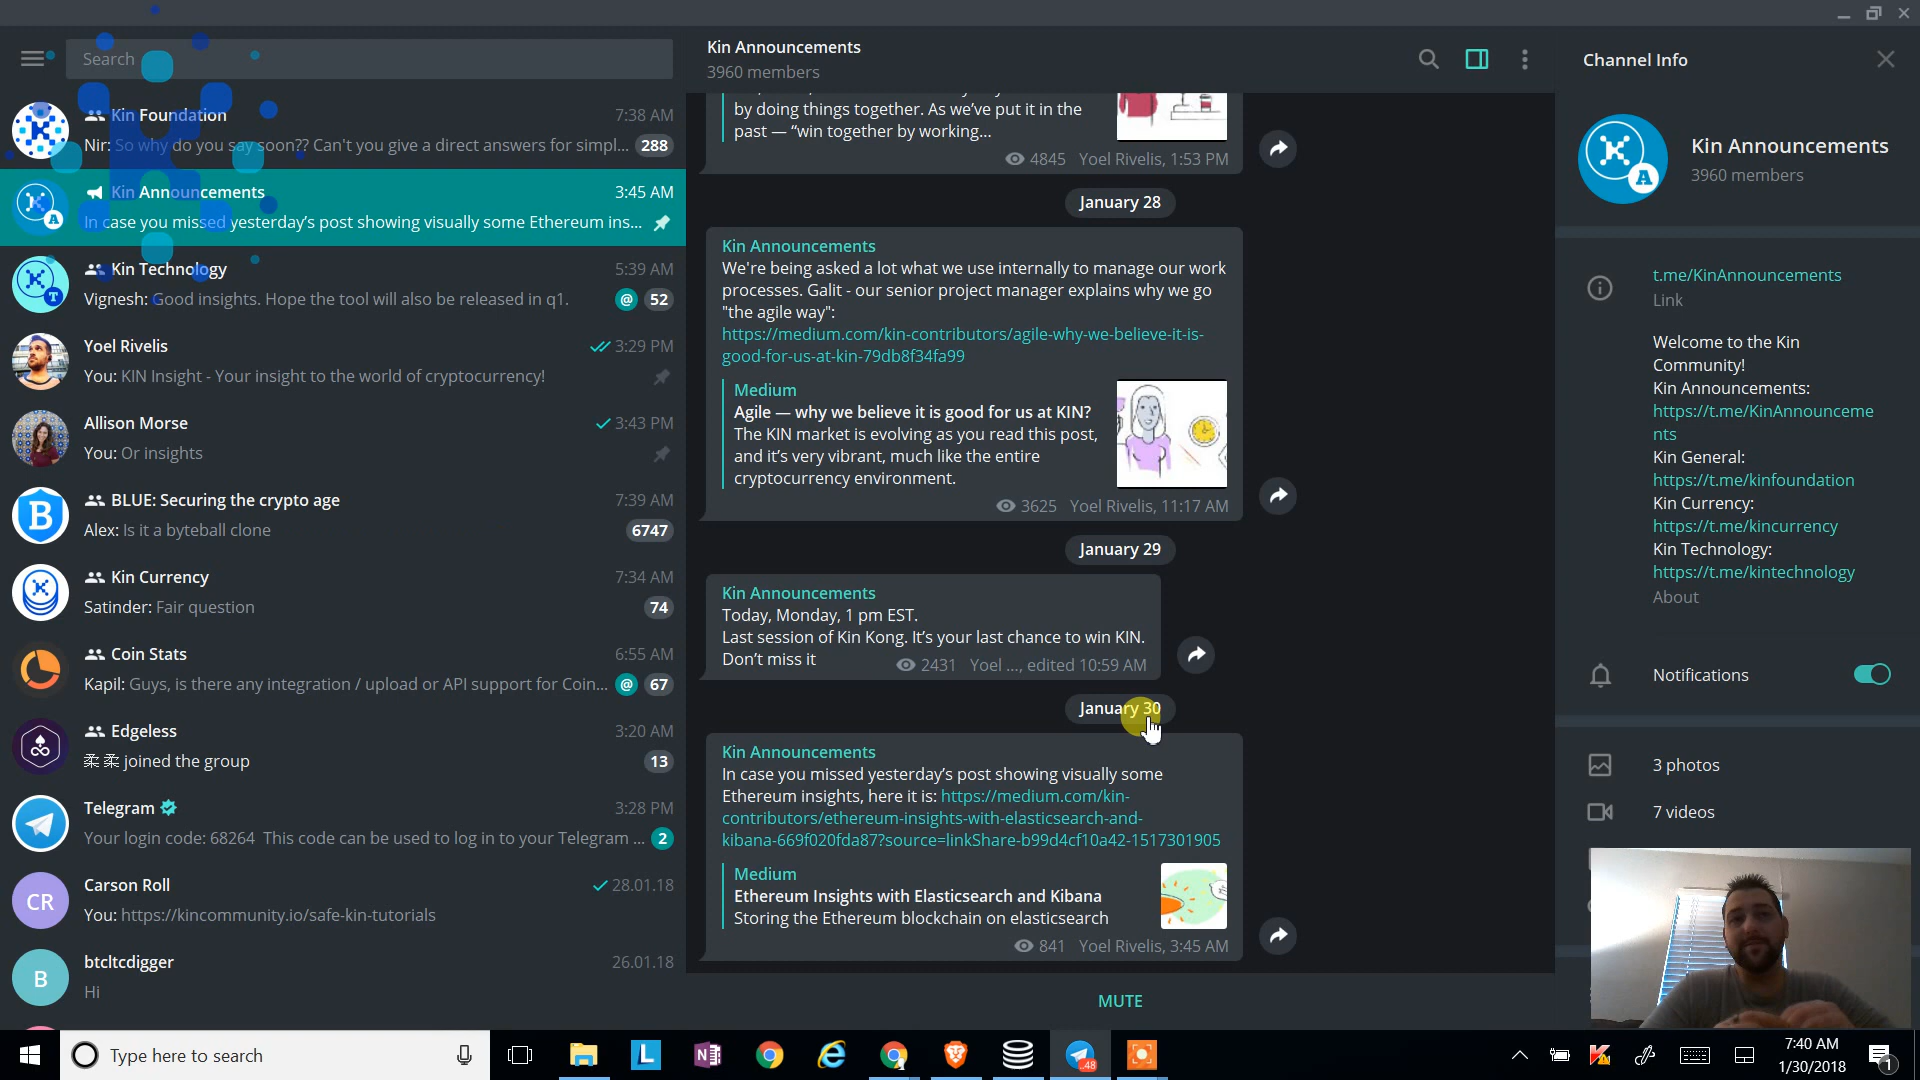 Search
Kin Foundation
7:38 AM
Nir: So why do you say soon?? Can't you give a direct answers for simpl...
288
Kin Announcements
3:45 AM
In case you missed yesterday's post showing visually some Ethereum ins...
Kin Technology
5:39 AM
Vignesh: Good insights. Hope the tool will also be released in q1.
@ 52
Yoel Rivelis
3:29 PM
You: KIN Insight - Your insight to the world of cryptocurrency!
Allison Morse
3:43 PM
You: Or insights
BLUE: Securing the crypto age
7:39 AM
Alex: Is it a byteball clone
6747
Kin Currency
7:34 AM
Satinder: Fair question
74
Coin Stats
6:55 AM
Kapil: Guys, is there any integration / upload or API support for Coin...
@ 67
Edgeless
3:20 AM
柔 柔 joined the group
13
Telegram
3:28 PM
Your login code: 68264 This code can be used to log in to your Telegram ...
2
CR
Carson Roll
28.01.18
You: https://kincommunity.io/safe-kin-tutorials
B
btcltcdigger
26.01.18
Hi
Kin Announcements
3960 members
by doing things together. As we've put it in the
past — “win together by working...
4845 Yoel Rivelis, 1:53 PM
January 28
Kin Announcements
We're being asked a lot what we use internally to manage our work
processes. Galit - our senior project manager explains why we go
"the agile way":
https://medium.com/kin-contributors/agile-why-we-believe-it-is-
good-for-us-at-kin-79db8f34fa99
Medium
Agile — why we believe it is good for us at KIN?
The KIN market is evolving as you read this post,
and it's very vibrant, much like the entire
cryptocurrency environment.
3625 Yoel Rivelis, 11:17 AM
January 29
Kin Announcements
Today, Monday, 1 pm EST.
Last session of Kin Kong. It's your last chance to win KIN.
Don't miss it
2431 Yoel ..., edited 10:59 AM
January 30
Kin Announcements
In case you missed yesterday's post showing visually some
Ethereum insights, here it is: https://medium.com/kin-
contributors/ethereum-insights-with-elasticsearch-and-
kibana-669f020fda87?source=linkShare-b99d4cf10a42-1517301905
Medium
Ethereum Insights with Elasticsearch and Kibana
Storing the Ethereum blockchain on elasticsearch
841 Yoel Rivelis, 3:45 AM
MUTE
Channel Info
Kin Announcements
3960 members
t.me/KinAnnouncements
Link
Welcome to the Kin
Community!
Kin Announcements:
https://t.me/KinAnnounceme
nts
Kin General:
https://t.me/kinfoundation
Kin Currency:
https://t.me/kincurrency
Kin Technology:
https://t.me/kintechnology
About
Notifications
3 photos
7 videos
Type here to search
7:40 AM
1/30/2018
1